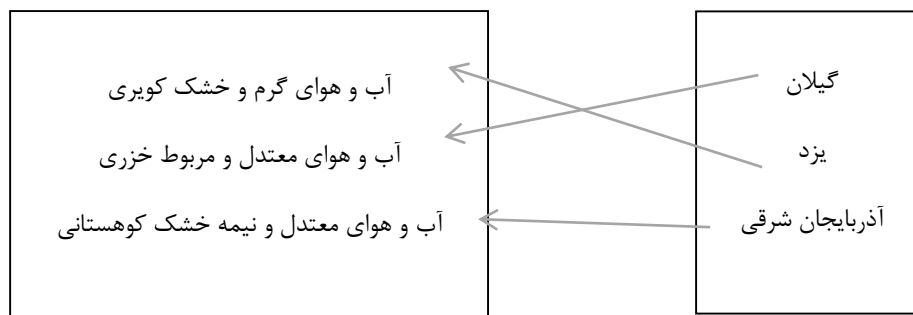 گیلان
یزد
آذربایجان شرقی
آب و هوای گرم و خشک کویری
آب و هوای معتدل و مربوط خزری
آب و هوای معتدل و نیمه خشک کوهستانی